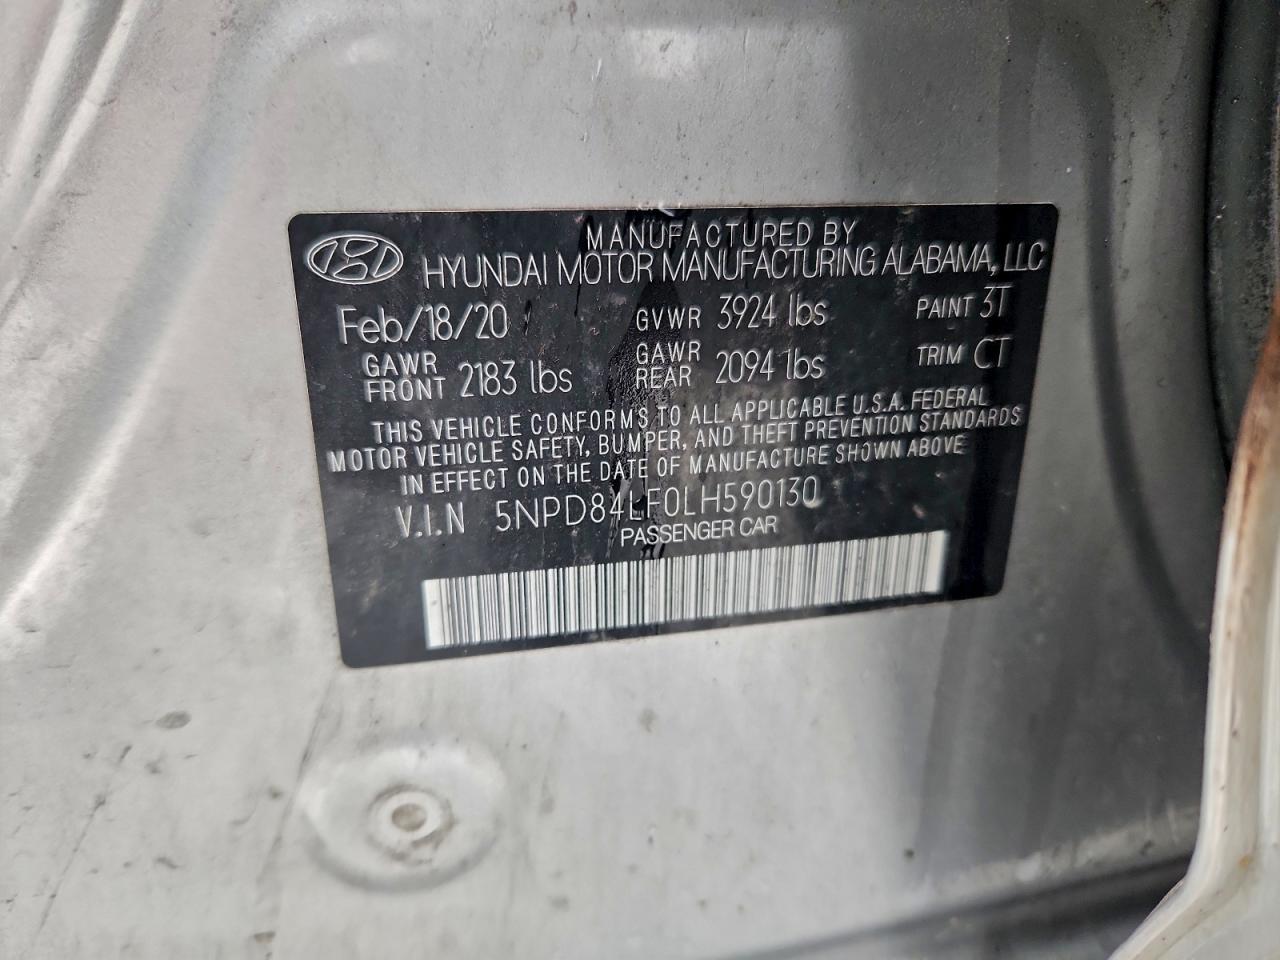 MANUFACTURED BY
HYUNDAI MOTOR MANUFACTURING ALABAMA, LLC
Feb/18/20 GVWR 3924 lbs PAINT 3T
GAWR FRONT 2183 lbs GAWR REAR 2094 lbs TRIM CT
THIS VEHICLE CONFORMS TO ALL APPLICABLE U.S.A. FEDERAL
MOTOR VEHICLE SAFETY, BUMPER, AND THEFT PREVENTION STANDARDS
IN EFFECT ON THE DATE OF MANUFACTURE SHOWN ABOVE
V.I.N 5NPD84LF0LH590130
PASSENGER CAR